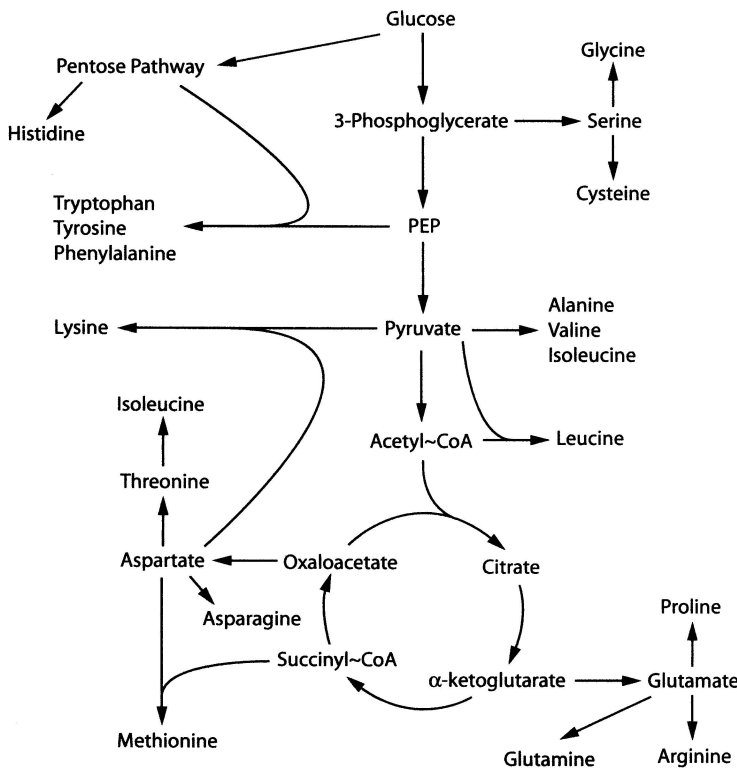 Glucose
Pentose Pathway
Glycine
Histidine
3-Phosphoglycerate
Serine
Cysteine
Tryptophan
Tyrosine
Phenylalanine
PEP
Lysine
Pyruvate
Alanine
Valine
Isoleucine
Isoleucine
Acetyl~CoA
Leucine
Threonine
Aspartate
Oxaloacetate
Citrate
Asparagine
Proline
Succinyl~CoA
α-ketoglutarate
Glutamate
Methionine
Glutamine
Arginine